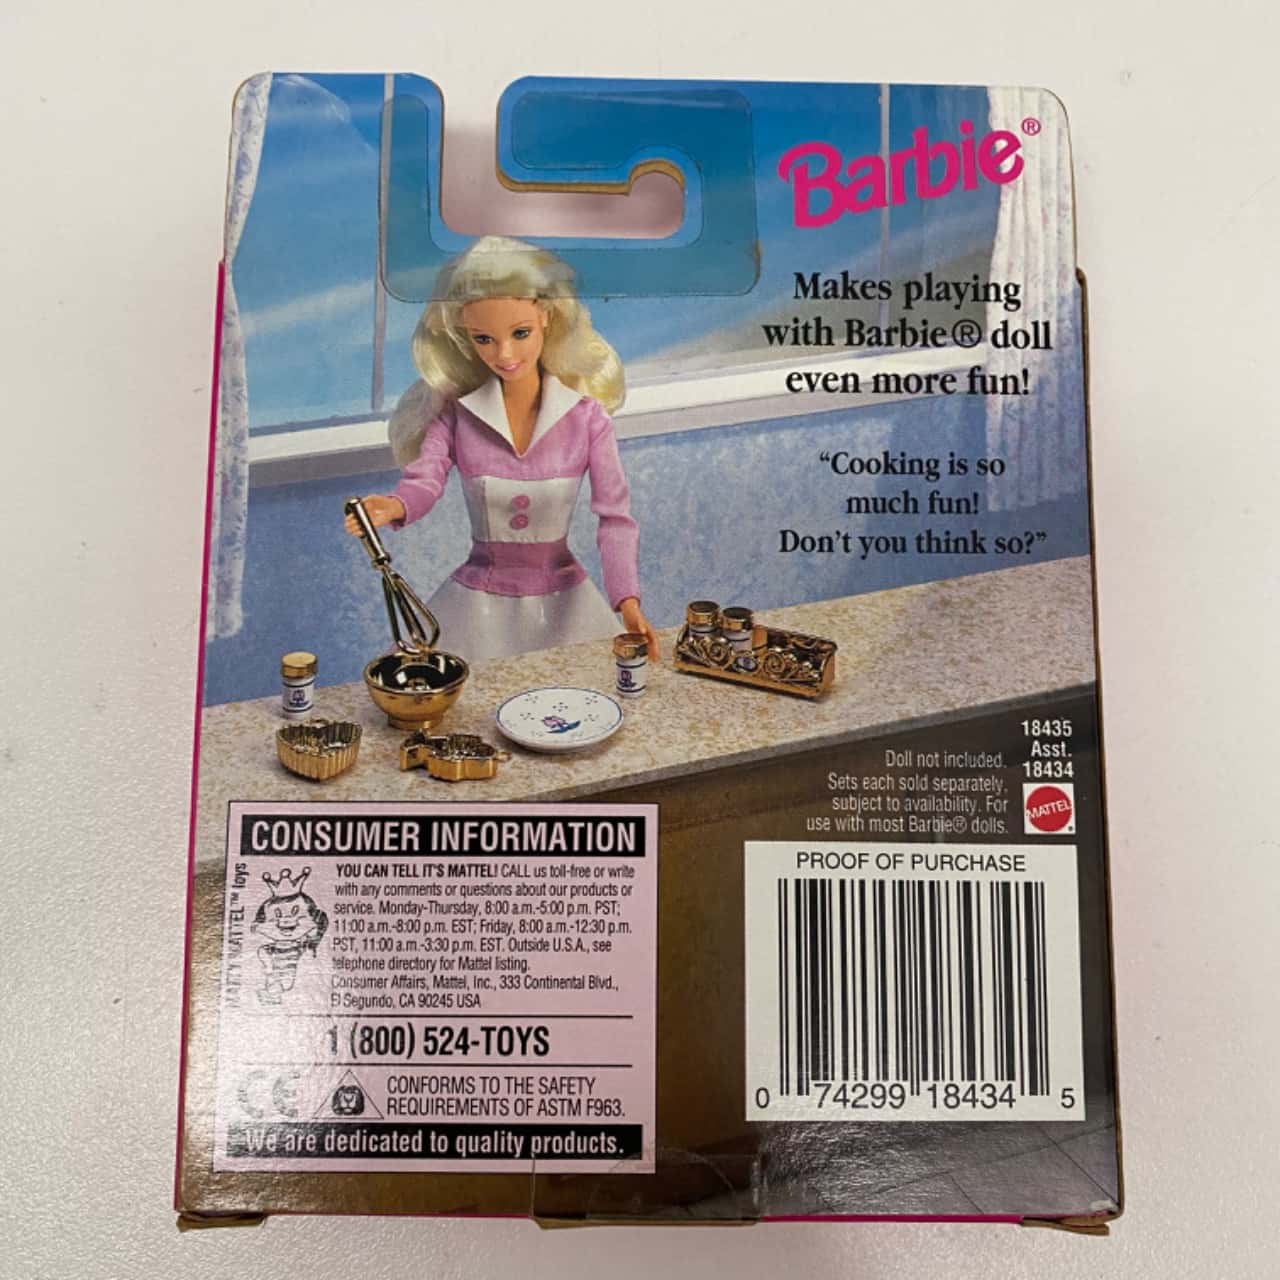 Barbie®
Makes playing
with Barbie® doll
even more fun!
“Cooking is so
much fun!
Don’t you think so?”
18435
Asst.
18434
Doll not included.
Sets each sold separately,
subject to availability. For
use with most Barbie® dolls.
MATTEL
CONSUMER INFORMATION
MATTY MATTEL™ toys
YOU CAN TELL IT'S MATTEL! CALL us toll-free or write
with any comments or questions about our products or
service. Monday-Thursday, 8:00 a.m.-5:00 p.m. PST;
11:00 a.m.-8:00 p.m. EST; Friday, 8:00 a.m.-12:30 p.m.
PST, 11:00 a.m.-3:30 p.m. EST. Outside U.S.A., see
telephone directory for Mattel listing.
Consumer Affairs, Mattel, Inc., 333 Continental Blvd.,
El Segundo, CA 90245 USA
1 (800) 524-TOYS
CE
CONFORMS TO THE SAFETY
REQUIREMENTS OF ASTM F963.
We are dedicated to quality products.
PROOF OF PURCHASE
0 74299 18434 5